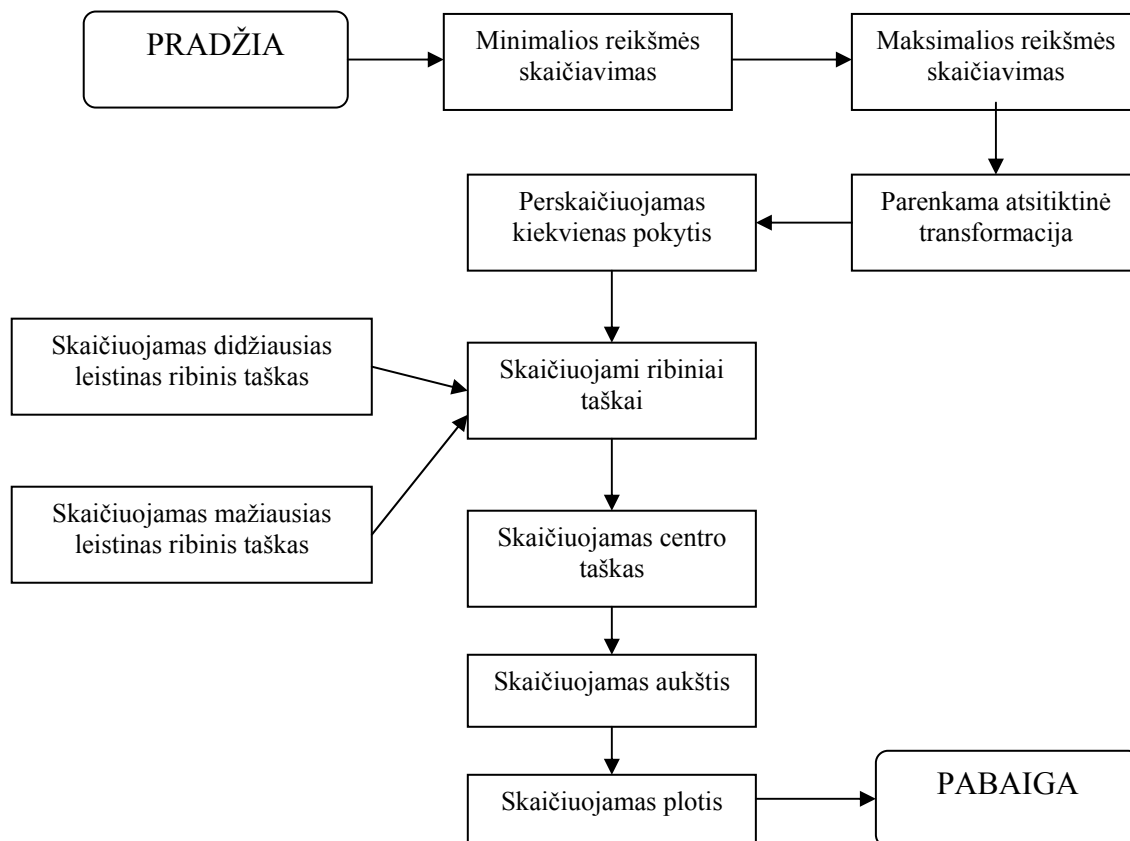 PRADŽIA
Minimalios reikšmės
skaičiavimas
Maksimalios reikšmės
skaičiavimas
Parenkama atsitiktinė
transformacija
Perskaičiuojamas
kiekvienas pokytis
Skaičiuojamas didžiausias
leistinas ribinis taškas
Skaičiuojami ribiniai
taškai
Skaičiuojamas mažiausias
leistinas ribinis taškas
Skaičiuojamas centro
taškas
Skaičiuojamas aukštis
Skaičiuojamas plotis
PABAIGA